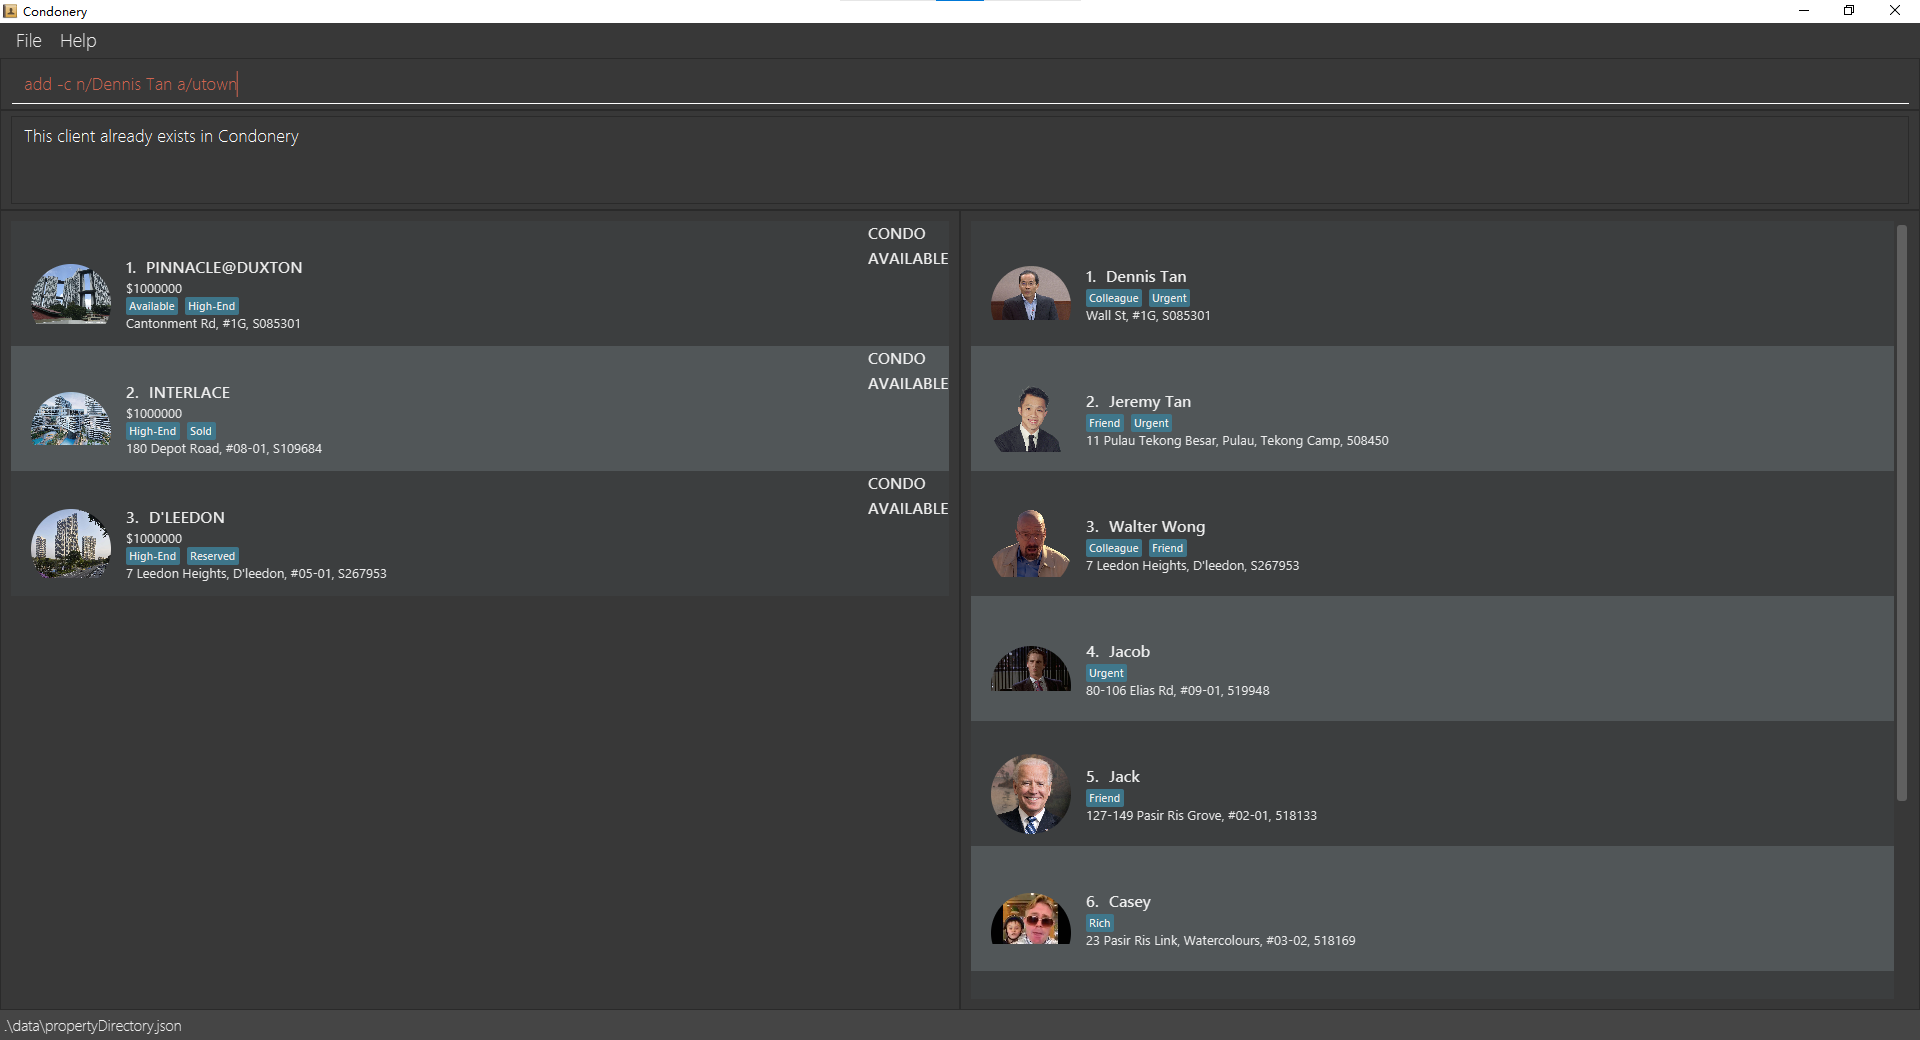 Condonery
File Help
add -c n/Dennis Tan a/utown
This client already exists in Condonery
CONDO
AVAILABLE
1. PINNACLE@DUXTON
$1000000
Available High-End
Cantonment Rd, #1G, S085301
CONDO
AVAILABLE
2. INTERLACE
$1000000
High-End Sold
180 Depot Road, #08-01, S109684
CONDO
AVAILABLE
3. D'LEEDON
$1000000
High-End Reserved
7 Leedon Heights, D'leedon, #05-01, S267953
1. Dennis Tan
Colleague Urgent
Wall St, #1G, S085301
2. Jeremy Tan
Friend Urgent
11 Pulau Tekong Besar, Pulau, Tekong Camp, 508450
3. Walter Wong
Colleague Friend
7 Leedon Heights, D'leedon, S267953
4. Jacob
Urgent
80-106 Elias Rd, #09-01, 519948
5. Jack
Friend
127-149 Pasir Ris Grove, #02-01, 518133
6. Casey
Rich
23 Pasir Ris Link, Watercolours, #03-02, 518169
.\data\propertyDirectory.json